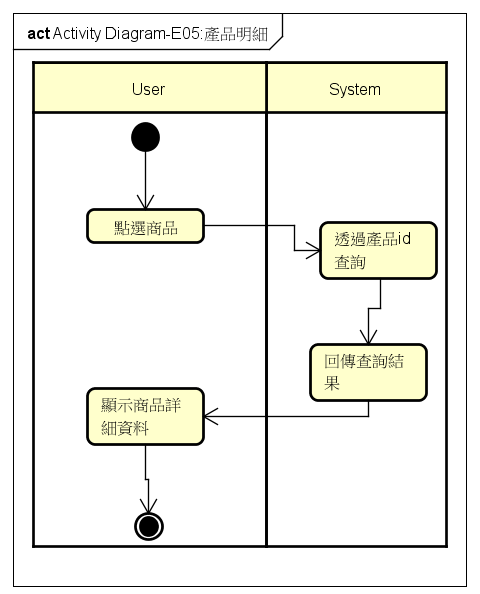 act Activity Diagram-E05:產品明細
User
System
點選商品
透過產品id
查詢
回傳查詢結
果
顯示商品詳
細資料